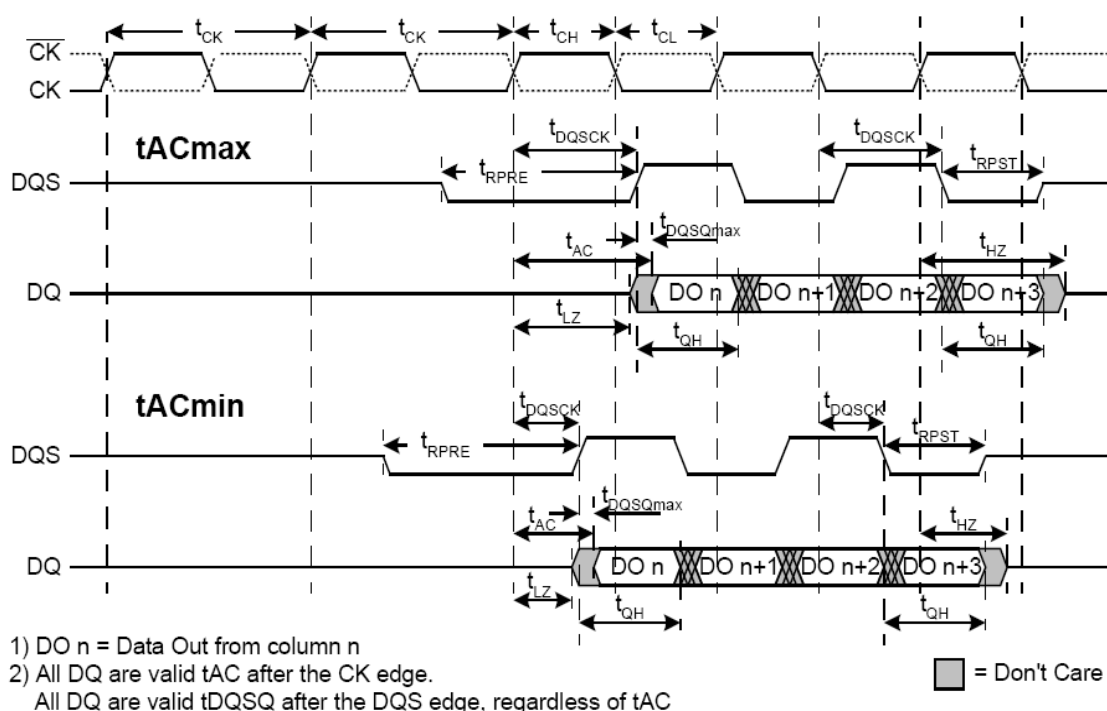 tCK tCK tCH tCL
CK
CK
tACmax
tDQSCK tDQSCK
tRPRE tRPST
DQS
tDQSQmax
tAC tHZ
DQ DO n DO n+1 DO n+2 DO n+3
tLZ
tQH tQH
tACmin
tDQSCK tDQSCK
tRPRE tRPST
DQS
tDQSQmax
tAC tHZ
DQ DO n DO n+1 DO n+2 DO n+3
tLZ
tQH tQH
1) DO n = Data Out from column n
2) All DQ are valid tAC after the CK edge.
All DQ are valid tDQSQ after the DQS edge, regardless of tAC
= Don't Care